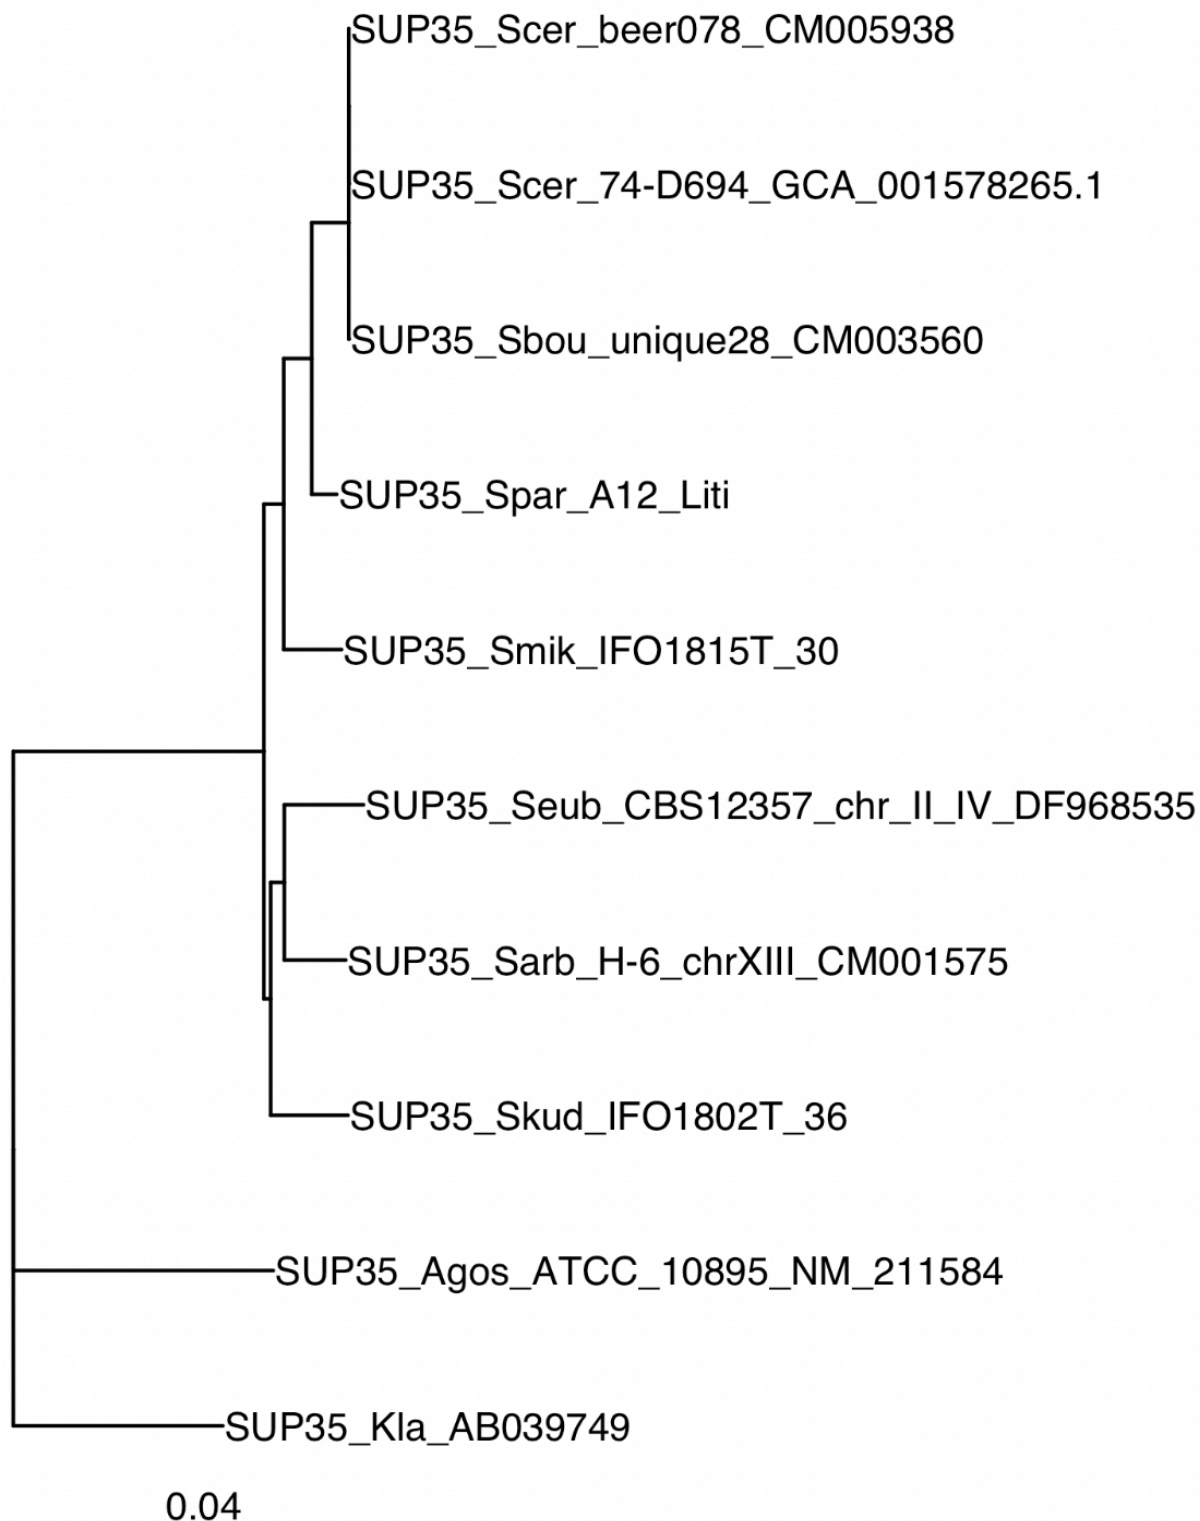 SUP35_Scer_beer078_CM005938
SUP35_Scer_74-D694_GCA_001578265.1
SUP35_Sbou_unique28_CM003560
SUP35_Spar_A12_Liti
SUP35_Smik_IFO1815T_30
SUP35_Seub_CBS12357_chr_II_IV_DF968535
SUP35_Sarb_H-6_chrXIII_CM001575
SUP35_Skud_IFO1802T_36
SUP35_Agos_ATCC_10895_NM_211584
SUP35_Kla_AB039749
0.04